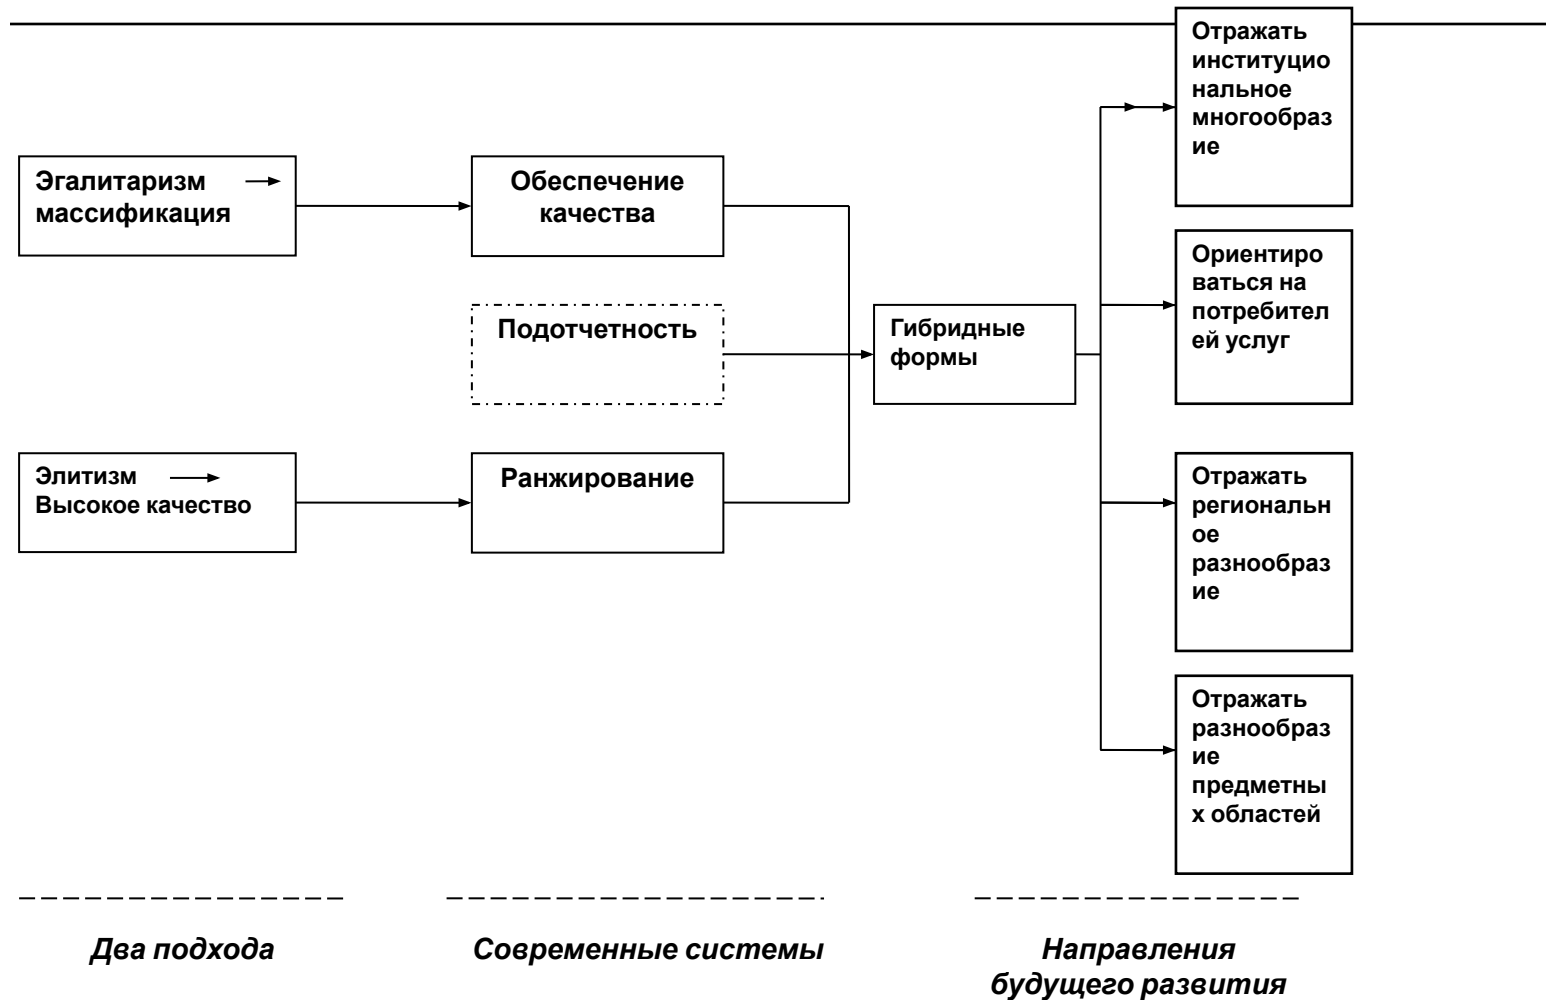 Эгалитаризм
массификация
Элитизм
Высокое качество
Обеспечение
качества
Подотчетность
Ранжирование
Гибридные
формы
Отражать
институцио
нальное
многообраз
ие
Ориентиро
ваться на
потребител
ей услуг
Отражать
региональн
ое
разнообраз
ие
Отражать
разнообраз
ие
предметны
х областей
Два подхода
Современные системы
Направления
будущего развития